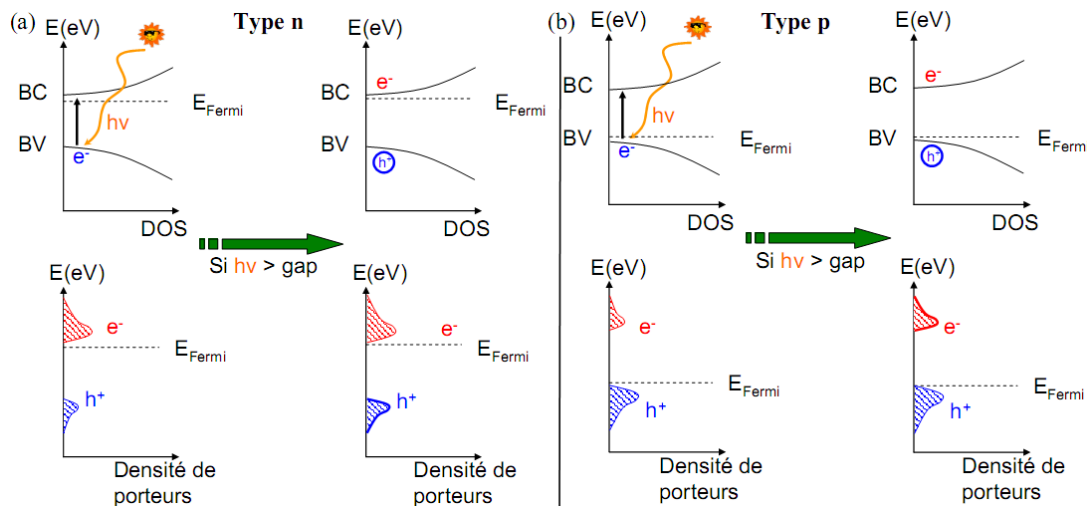 (a)
Type n
E(eV)
BC
BV
hν
e-
EFermi
DOS
E(eV)
e-
BC
EFermi
BV
h-
DOS
Si hν > gap
E(eV)
e-
EFermi
h+
Densité de
porteurs
E(eV)
e-
EFermi
h+
Densité de
porteurs
(b)
Type p
E(eV)
BC
BV
hν
e-
EFermi
DOS
E(eV)
e-
BC
BV
EFerm
h-
DOS
Si hν > gap
E(eV)
e-
EFermi
h+
Densité de
porteurs
E(eV)
e-
EFermi
h+
Densité de
porteurs